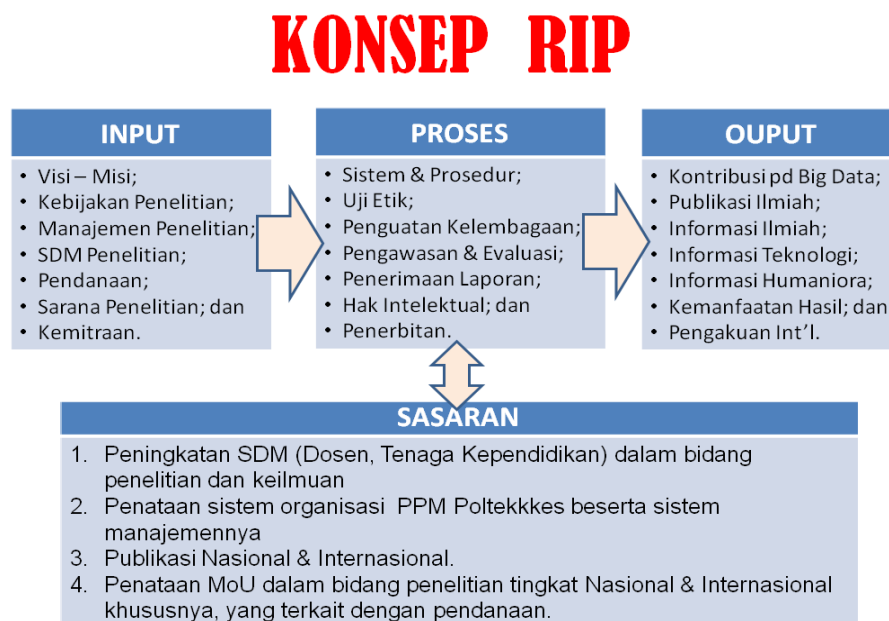 KONSEP RIP
INPUT
• Visi – Misi;
• Kebijakan Penelitian;
• Manajemen Penelitian;
• SDM Penelitian;
• Pendanaan;
• Sarana Penelitian; dan
• Kemitraan.
PROSES
• Sistem & Prosedur;
• Uji Etik;
• Penguatan Kelembagaan;
• Pengawasan & Evaluasi;
• Penerimaan Laporan;
• Hak Intelektual; dan
• Penerbitan.
OUPUT
• Kontribusi pd Big Data;
• Publikasi Ilmiah;
• Informasi Ilmiah;
• Informasi Teknologi;
• Informasi Humaniora;
• Kemanfaatan Hasil; dan
• Pengakuan Int'l.
SASARAN
1. Peningkatan SDM (Dosen, Tenaga Kependidikan) dalam bidang
penelitian dan keilmuan
2. Penataan sistem organisasi PPM Poltekkkes beserta sistem
manajemennya
3. Publikasi Nasional & Internasional.
4. Penataan MoU dalam bidang penelitian tingkat Nasional & Internasional
khususnya, yang terkait dengan pendanaan.